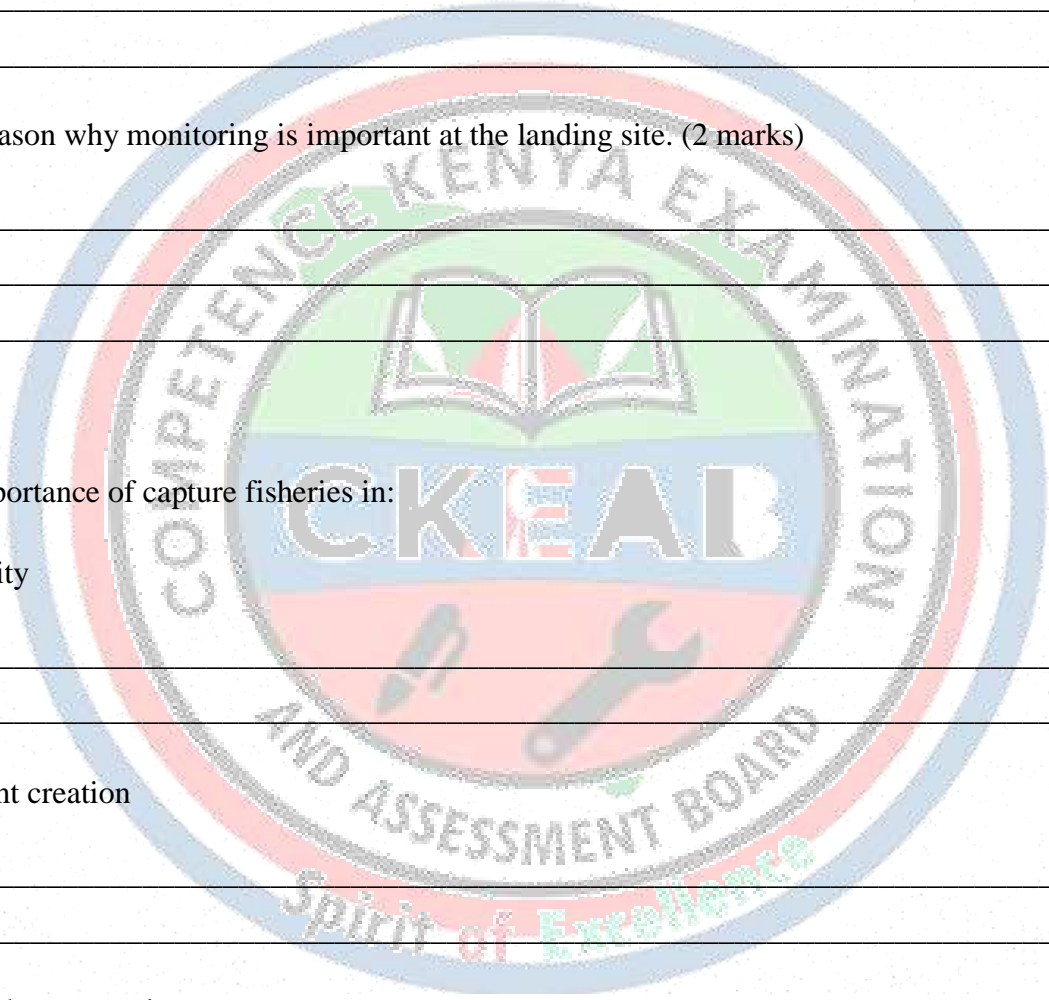 ason why monitoring is important at the landing site. (2 marks)
portance of capture fisheries in:
ity
nt creation
COMPETENCE KENYA EXAMINATION
AND ASSESSMENT BOARD
CKEAB
Spirit of Excellence